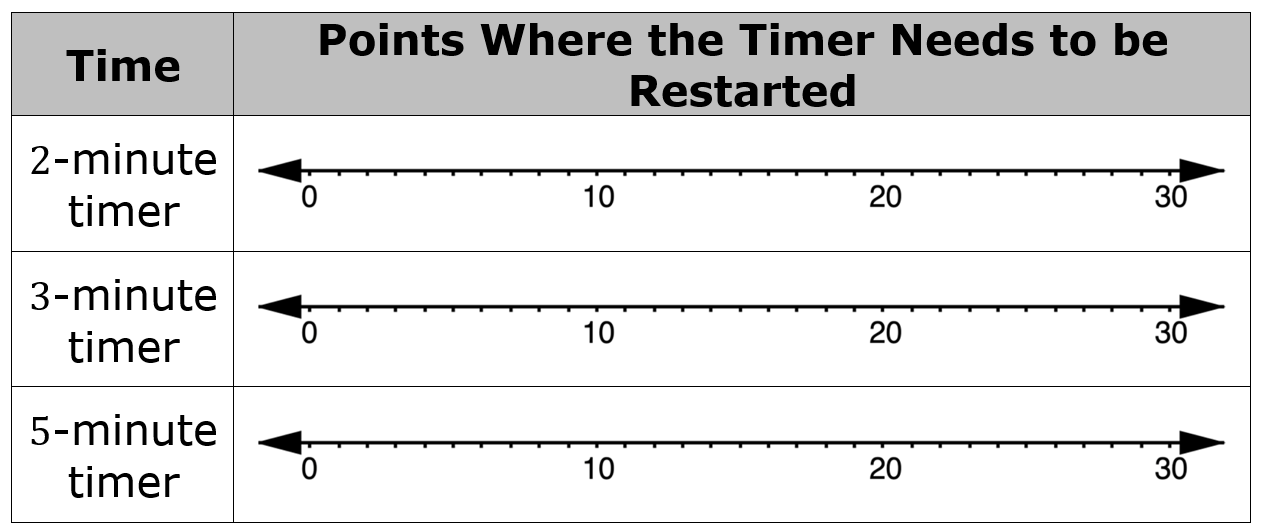 Time
Points Where the Timer Needs to be
Restarted
2-minute
timer
0 10 20 30
3-minute
timer
0 10 20 30
5-minute
timer
0 10 20 30